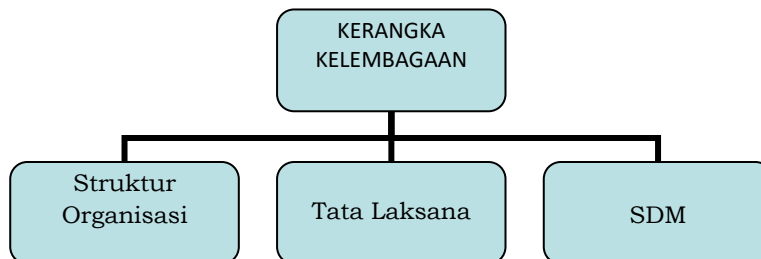 KERANGKA
KELEMBAGAAN
Struktur
Organisasi
Tata Laksana
SDM